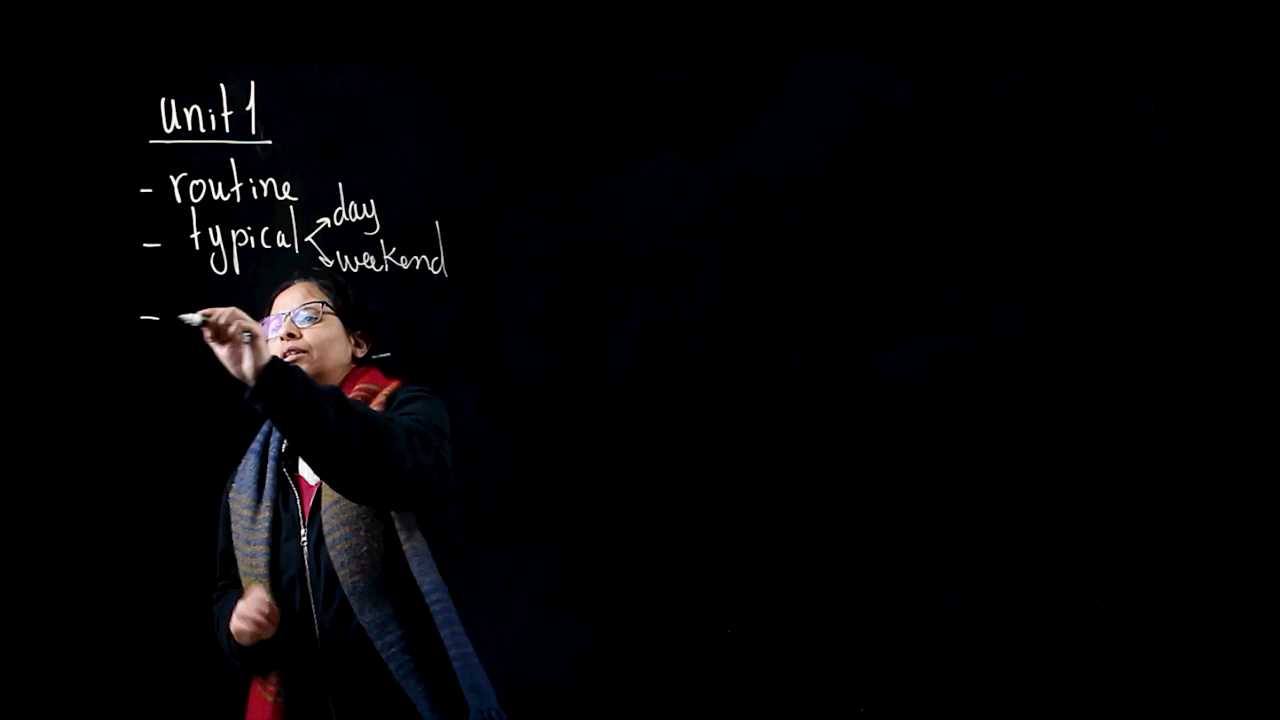 Unit 1
- routine
- typical → day
→ weekend
-